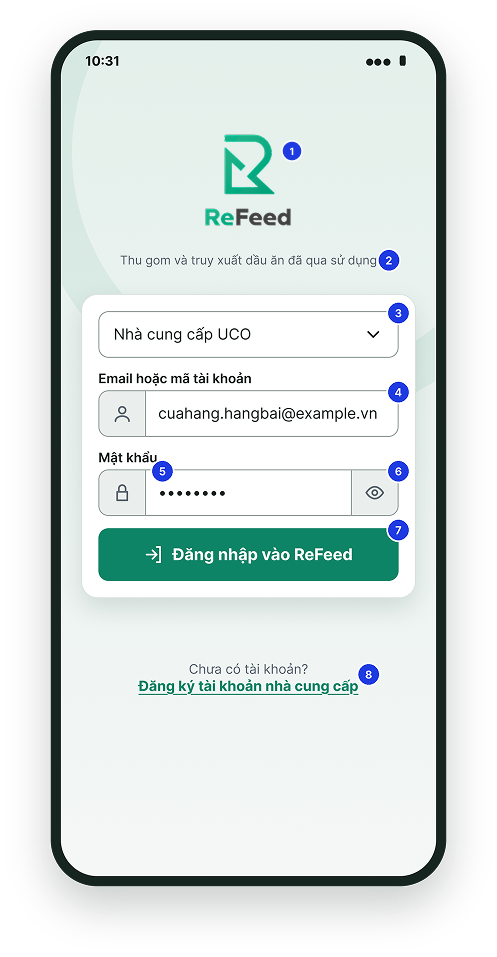 10:31
1
ReFeed
Thu gom và truy xuất dầu ăn đã qua sử dụng 2
3
Nhà cung cấp UCO
Email hoặc mã tài khoản
4
cuahang.hangbai@example.vn
Mật khẩu
5
6
••••••••
7
Đăng nhập vào ReFeed
Chưa có tài khoản?
8
Đăng ký tài khoản nhà cung cấp